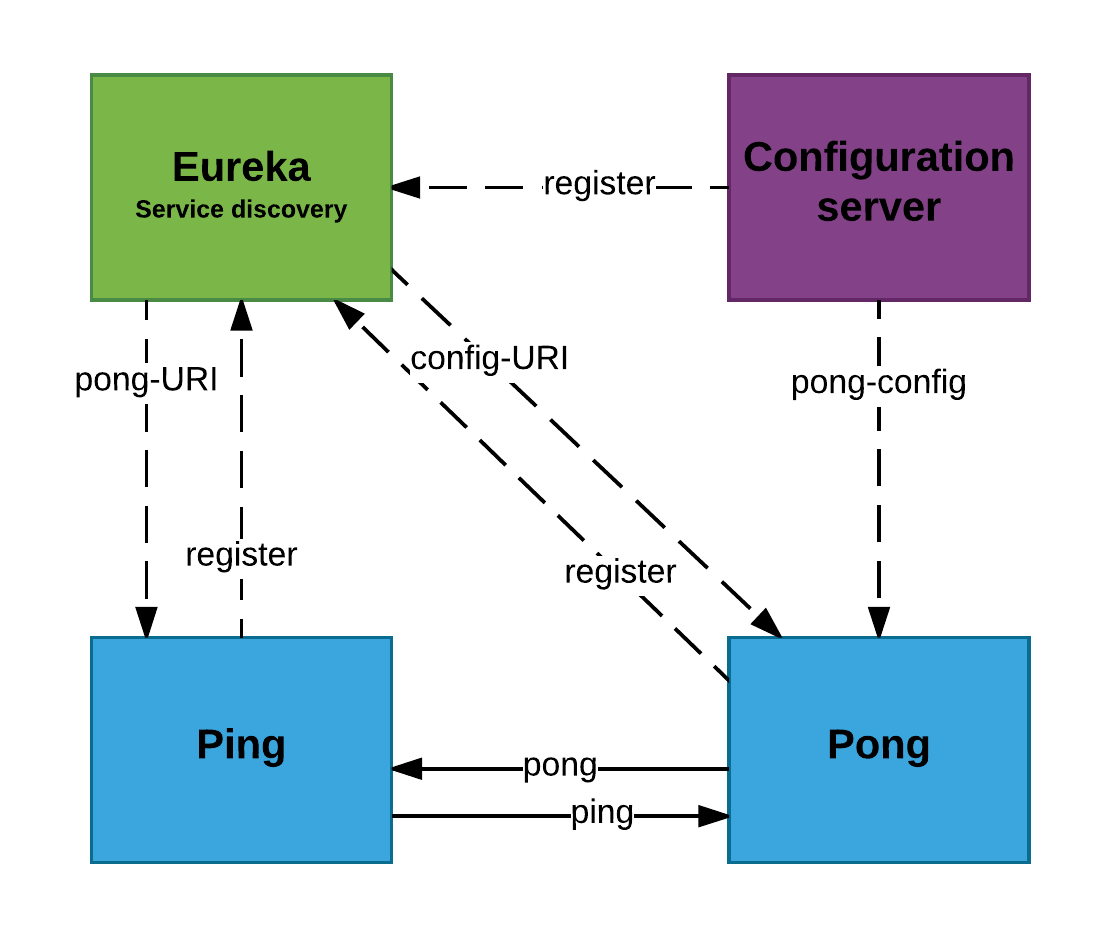 Eureka
Service discovery
register
Configuration
server
config-URI
pong-URI
pong-config
register
register
Ping
Pong
pong
ping